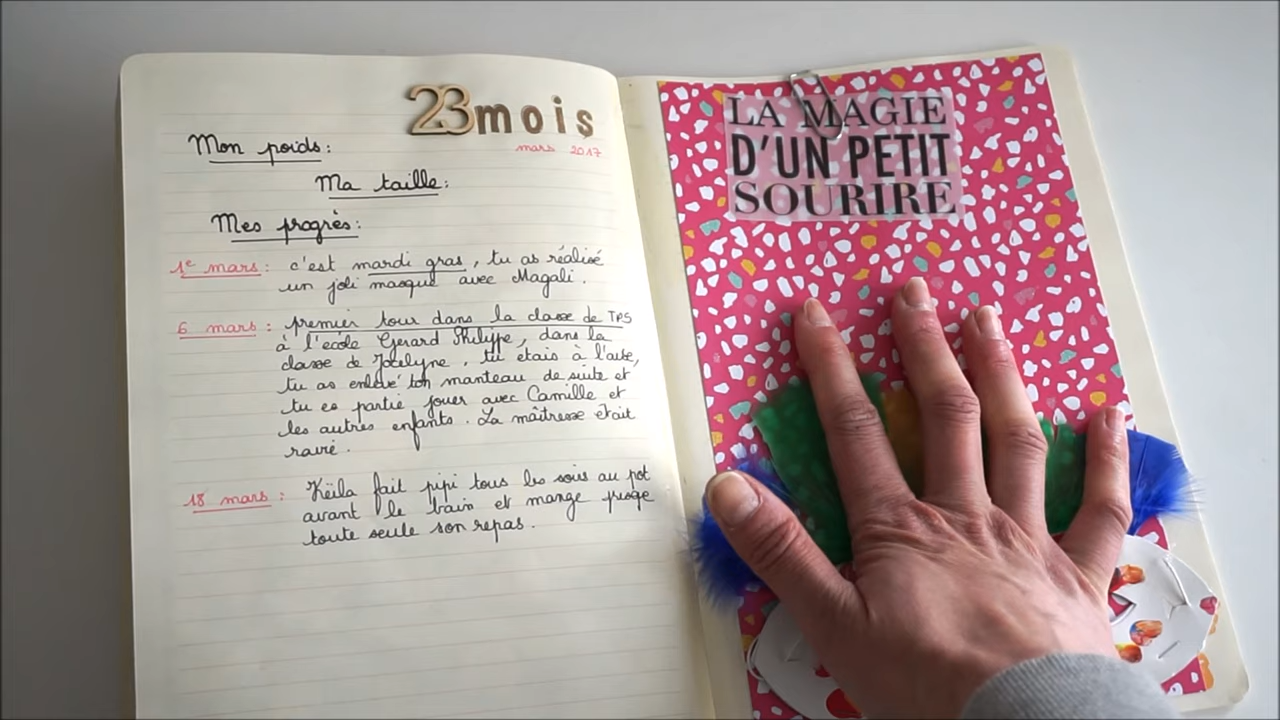 23mois
mars 2017
Mon poids:
Ma taille:
Mes progrès:
1e mars: c'est mardi gras, tu as réalisé
un joli masque avec Magali.
6 mars: premier tour dans la classe de TPS
à l'école Gerard Philippe, dans la
classe de Jocelyne. tu étais à l'aise,
tu as enlevé ton manteau de suite et
tu es partie jouer avec Camille et
les autres enfants. La maîtresse était
ravie.
18 mars: Keïla fait pipi tous les soirs au pot
avant le bain et mange presque
toute seule son repas.
LA MAGIE
D'UN PETIT
SOURIRE